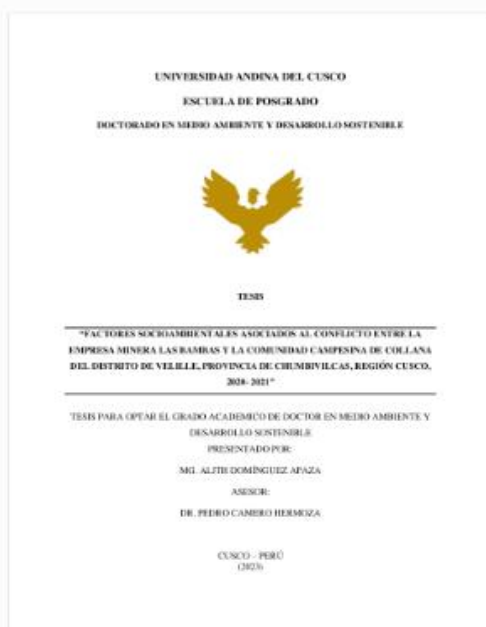 UNIVERSIDAD ANDINA DEL CUSCO
ESCUELA DE POSGRADO
DOCTORADO EN MEDIO AMBIENTE Y DESARROLLO SOSTENIBLE
TESIS
"FACTORES SOCIOAMBIENTALES ASOCIADOS AL CONFLICTO ENTRE LA
EMPRESA MINERA LAS BAMBAS Y LA COMUNIDAD CAMPESINA DE COLLANA
DEL DISTRITO DE VELILLE, PROVINCIA DE CHUMBIVILCAS, REGIÓN CUSCO,
2020- 2021"
TESIS PARA OPTAR EL GRADO ACADEMICO DE DOCTOR EN MEDIO AMBIENTE Y
DESARROLLO SOSTENIBLE
PRESENTADO POR:
MG. ALITH DOMÍNGUEZ APAZA
ASESOR:
DR. PEDRO CAMERO HERMOZA
CUSCO – PERÚ
(2023)